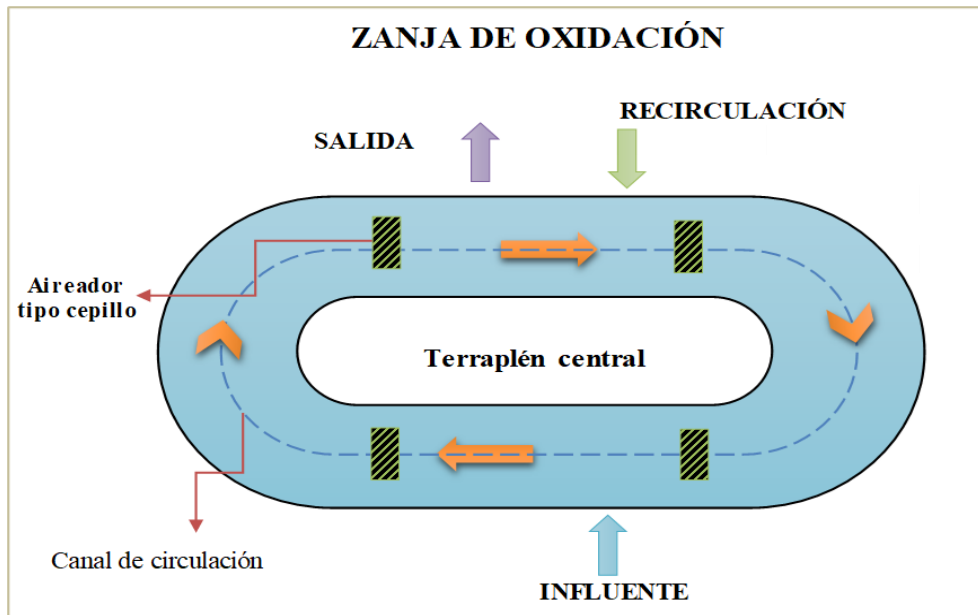 ZANJA DE OXIDACIÓN
RECIRCULACIÓN
SALIDA
Aireador
tipo cepillo
Terraplén central
Canal de circulación
INFLUENTE